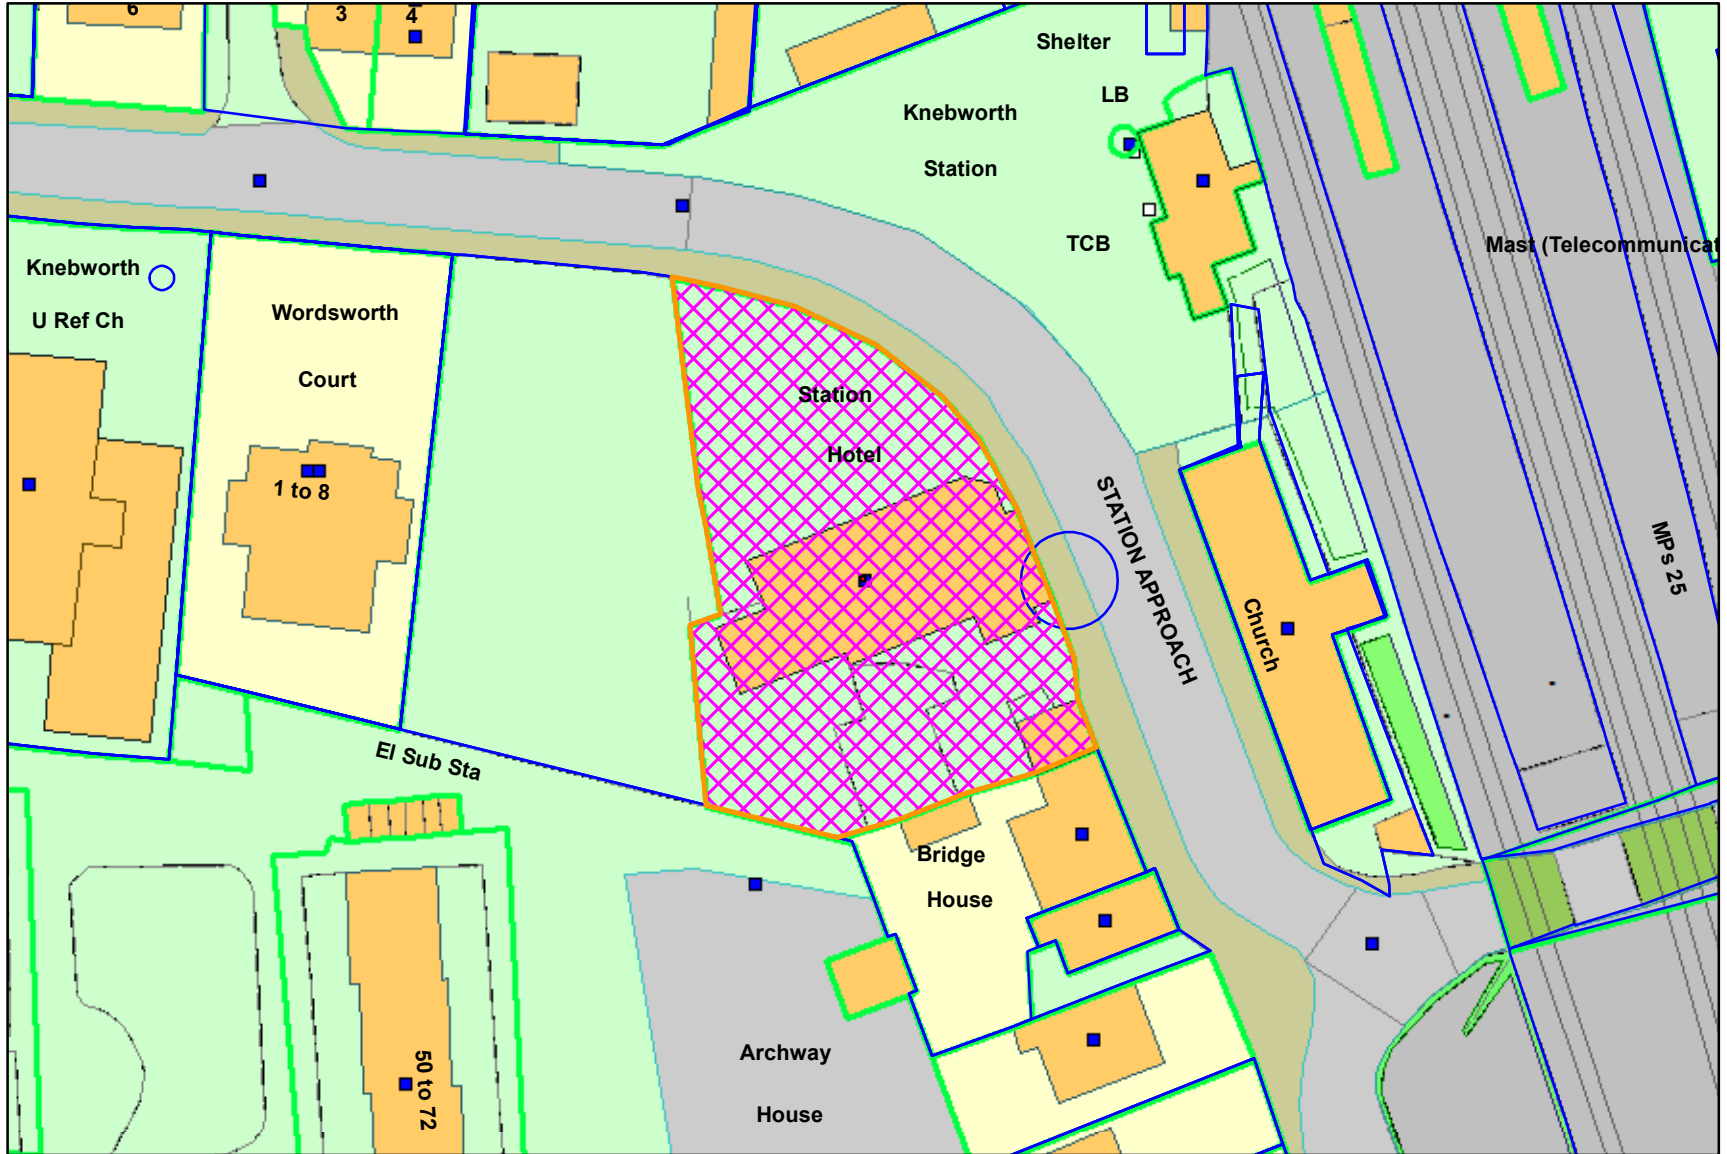 6
3
4
Shelter
LB
Knebworth
Station
TCB
Mast (Telecommunicat
Knebworth
U Ref Ch
Wordsworth
Court
1 to 8
Station
Hotel
STATION APPROACH
Church
MPs 25
El Sub Sta
Bridge
House
Archway
House
50 to 72